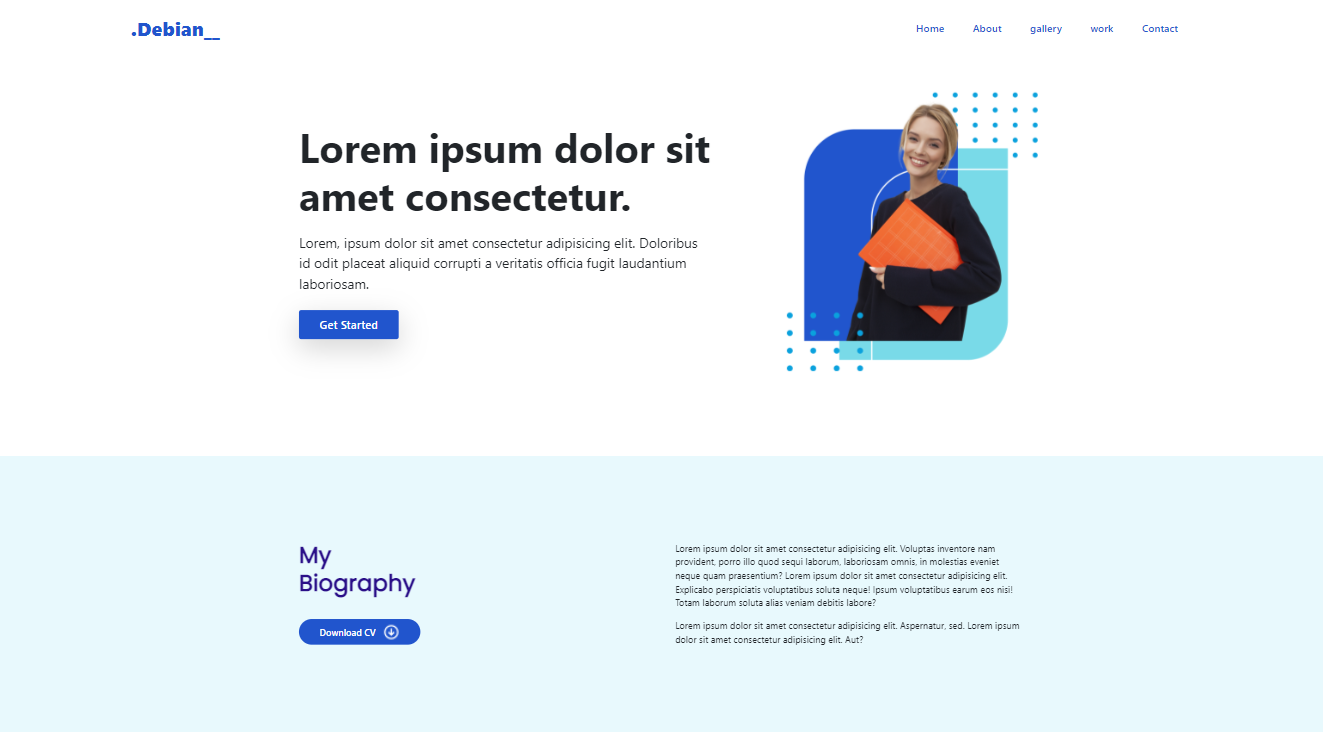 .Debian__
Home About gallery work Contact
Lorem ipsum dolor sit
amet consectetur.
Lorem, ipsum dolor sit amet consectetur adipisicing elit. Doloribus
id odit placeat aliquid corrupti a veritatis officia fugit laudantium
laboriosam.
Get Started
My
Biography
Download CV
Lorem ipsum dolor sit amet consectetur adipisicing elit. Voluptas inventore nam
provident, porro illo quod sequi laborum, laboriosam omnis, in molestias eveniet
neque quam praesentium? Lorem ipsum dolor sit amet consectetur adipisicing elit.
Explicabo perspiciatis voluptatibus soluta neque! Ipsum voluptatibus earum eos nisi!
Totam laborum soluta alias veniam debitis labore?
Lorem ipsum dolor sit amet consectetur adipisicing elit. Aspernatur, sed. Lorem ipsum
dolor sit amet consectetur adipisicing elit. Aut?